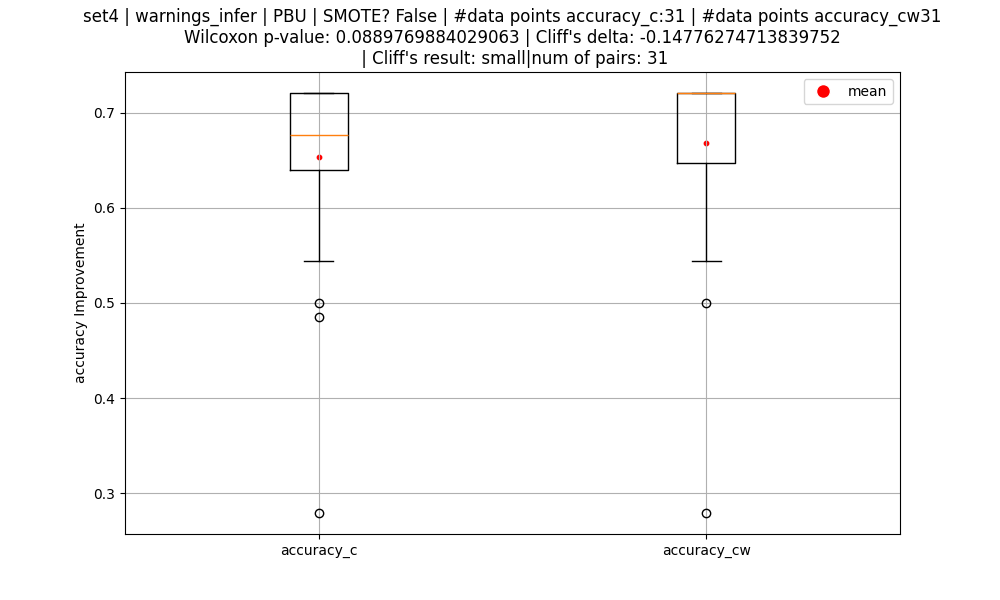 set4 | warnings_infer | PBU | SMOTE? False | #data points accuracy_c:31 | #data points accuracy_cw31
Wilcoxon p-value: 0.0889769884029063 | Cliff's delta: -0.14776274713839752
| Cliff's result: small|num of pairs: 31
mean
0.7
0.6
0.5
0.4
0.3
accuracy Improvement
accuracy_c
accuracy_cw